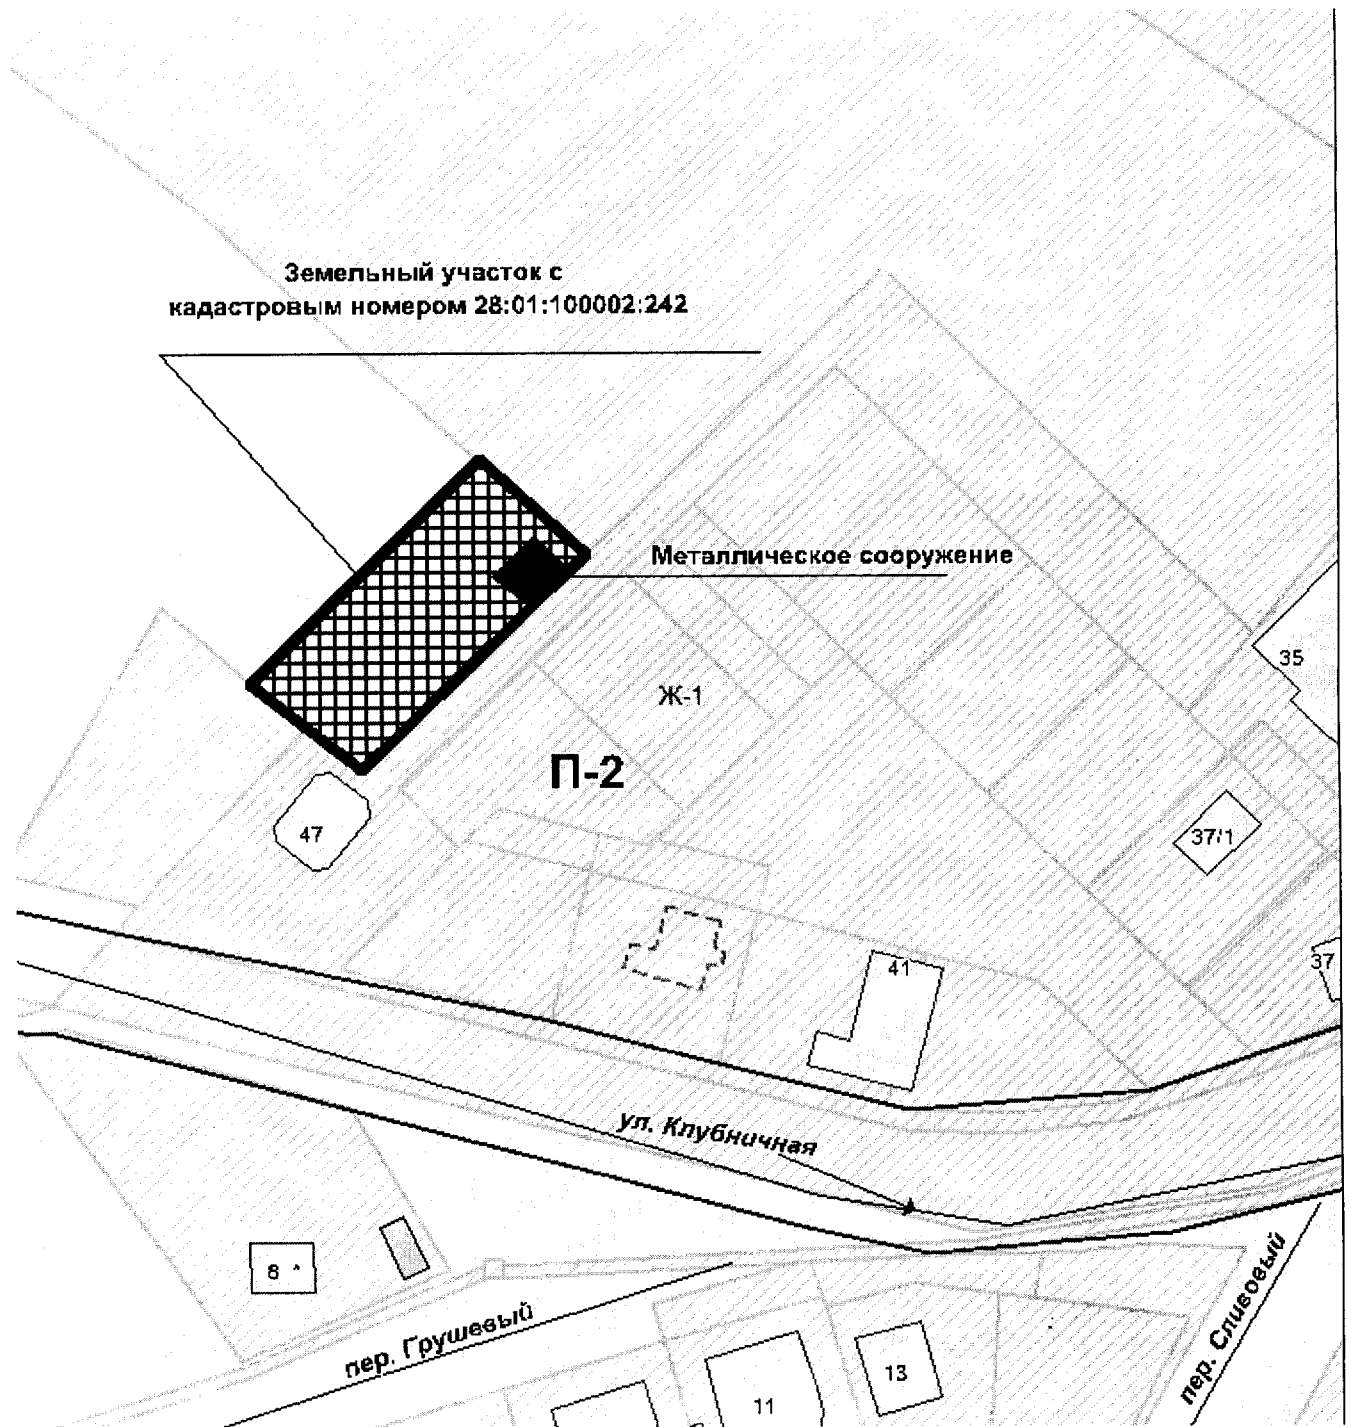 Земельный участок с
кадастровым номером 28:01:100002:242
Металлическое сооружение
35
Ж-1
П-2
47
37/1
37
41
ул. Клубничная
8
пер. Грушевый
пер. Сливовый
13
11